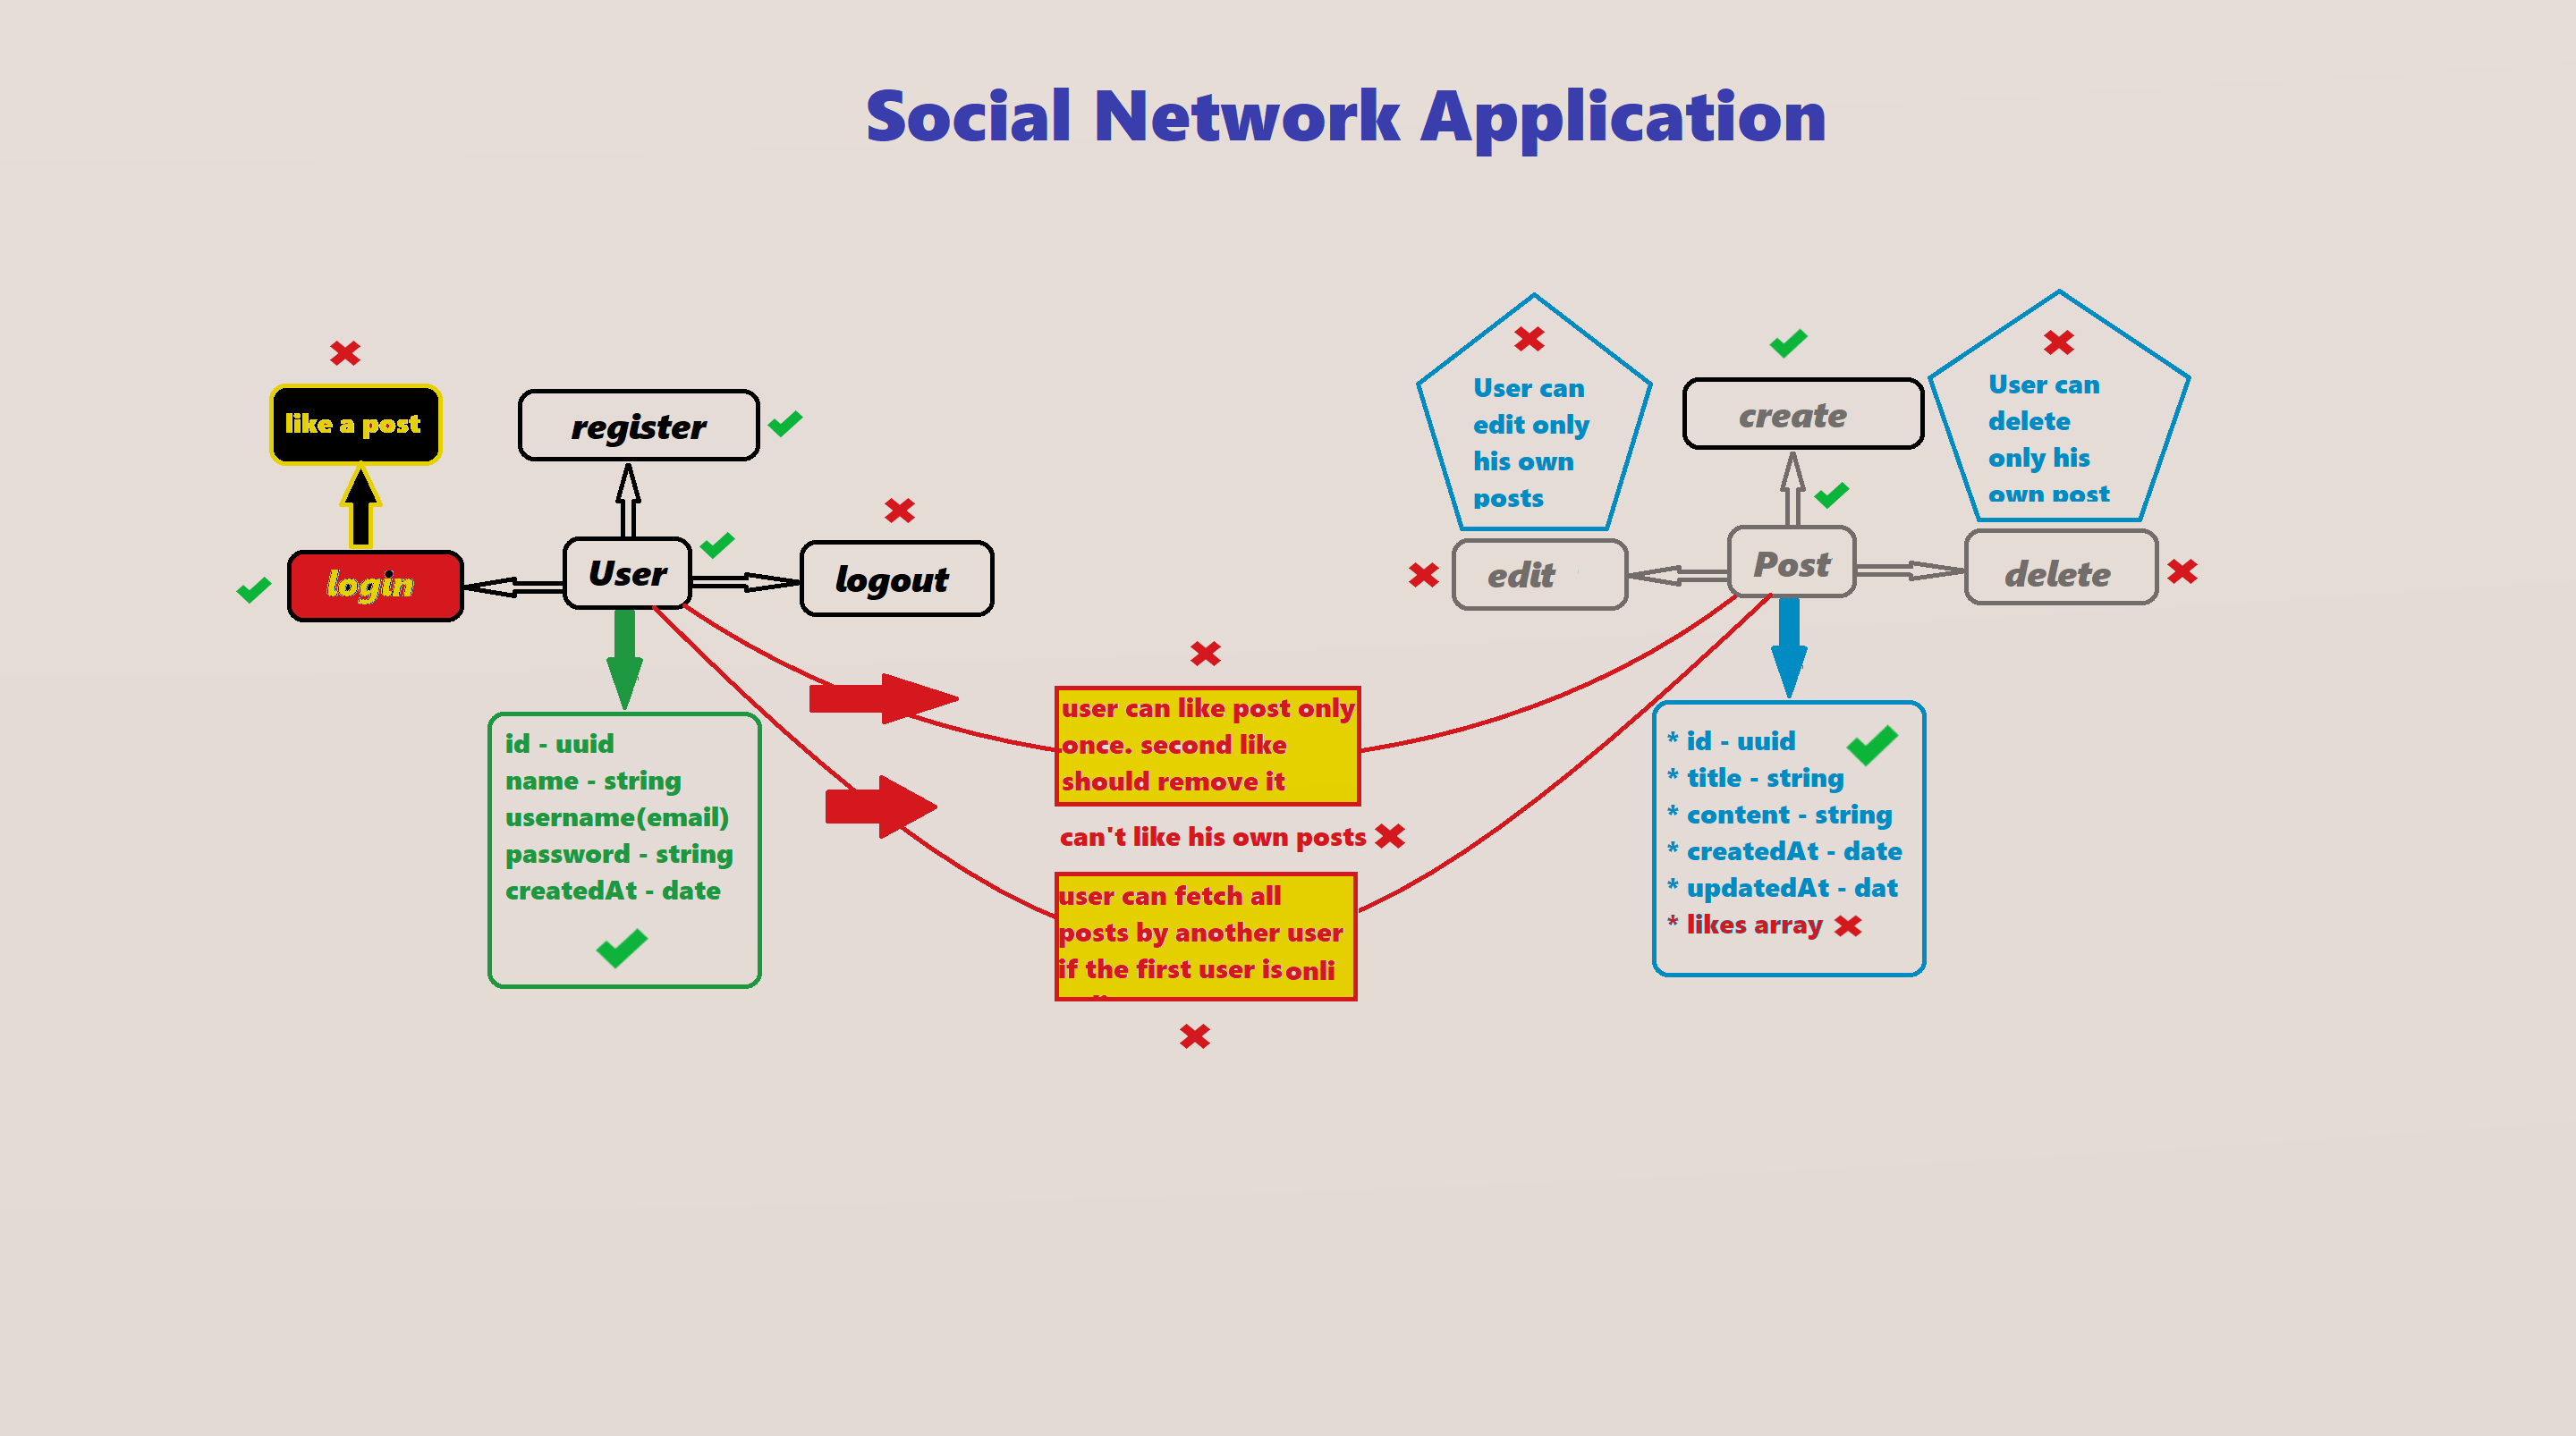 Social Network Application
like a post
register
login
User
logout
id - uuid
name - string
username(email)
password - string
createdAt - date
user can like post only
once. second like
should remove it
can't like his own posts
user can fetch all
posts by another user
if the first user is onli
User can
edit only
his own
posts
create
User can
delete
only his
own post
edit
Post
delete
* id - uuid
* title - string
* content - string
* createdAt - date
* updatedAt - dat
* likes array